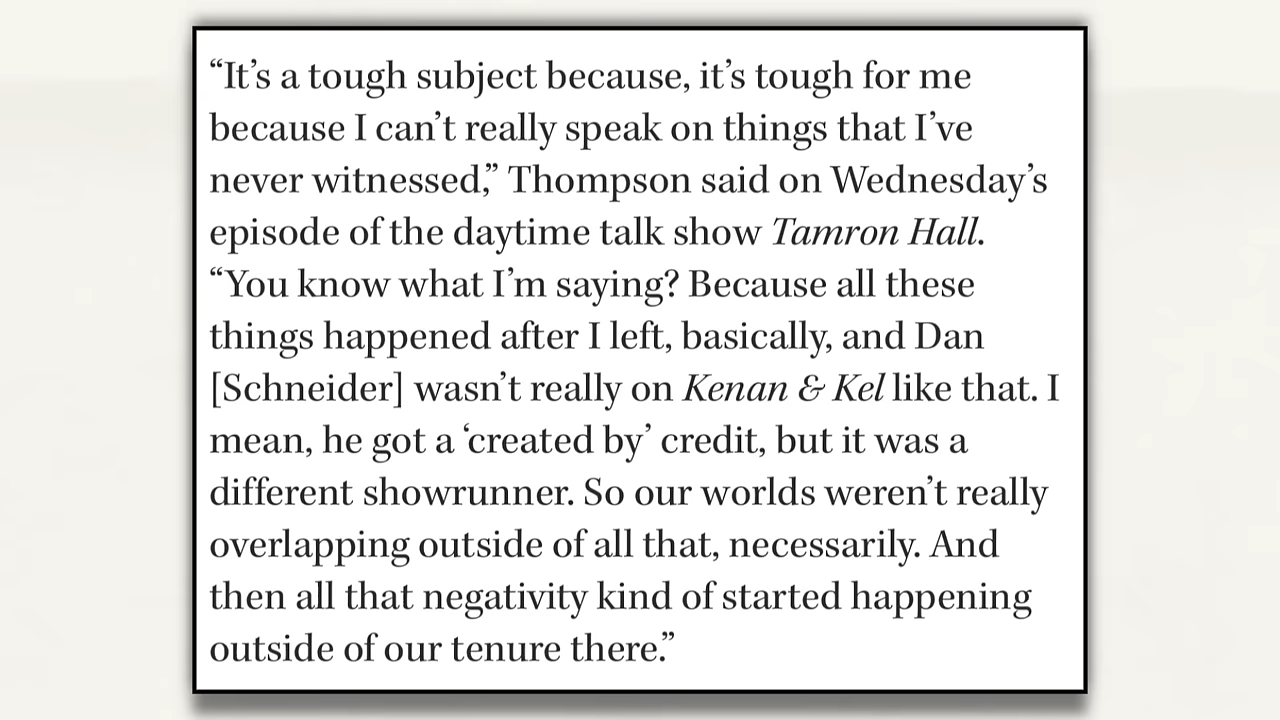 “It’s a tough subject because, it’s tough for me
because I can’t really speak on things that I’ve
never witnessed,” Thompson said on Wednesday’s
episode of the daytime talk show Tamron Hall.
“You know what I’m saying? Because all these
things happened after I left, basically, and Dan
[Schneider] wasn’t really on Kenan & Kel like that. I
mean, he got a ‘created by’ credit, but it was a
different showrunner. So our worlds weren’t really
overlapping outside of all that, necessarily. And
then all that negativity kind of started happening
outside of our tenure there.”